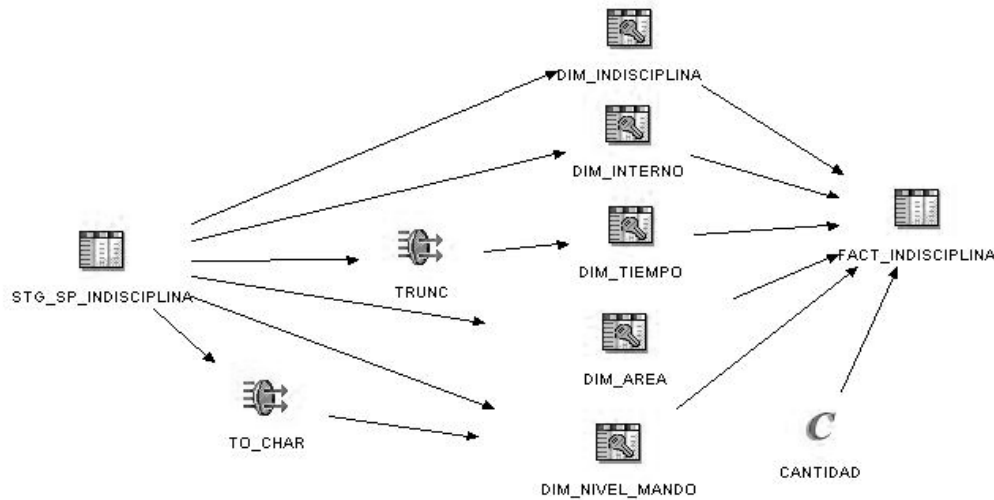 DIM_INDISCIPLINA
DIM_INTERNO
STG_SP_INDISCIPLINA
TRUNC
DIM_TIEMPO
FACT_INDISCIPLINA
DIM_AREA
TO_CHAR
DIM_NIVEL_MANDO
C
CANTIDAD